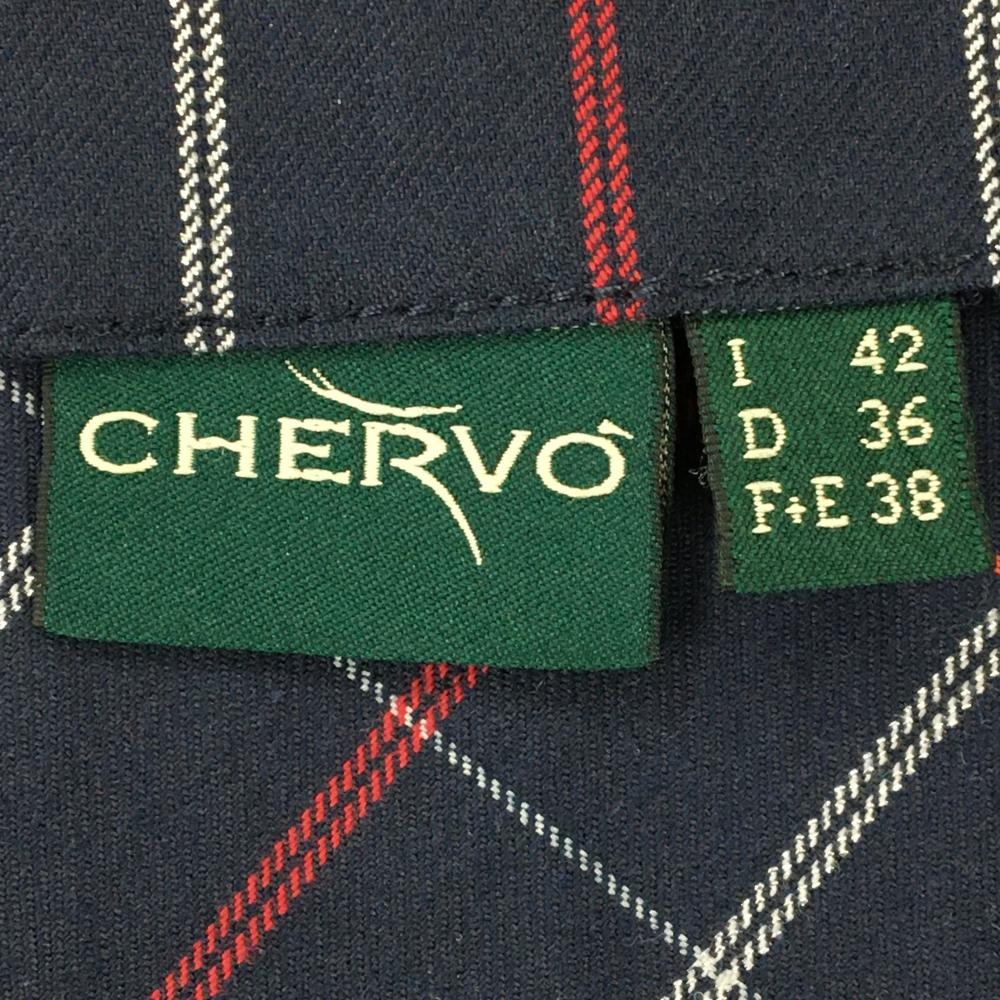 CHERVÒ
I 42
D 36
F+E 38